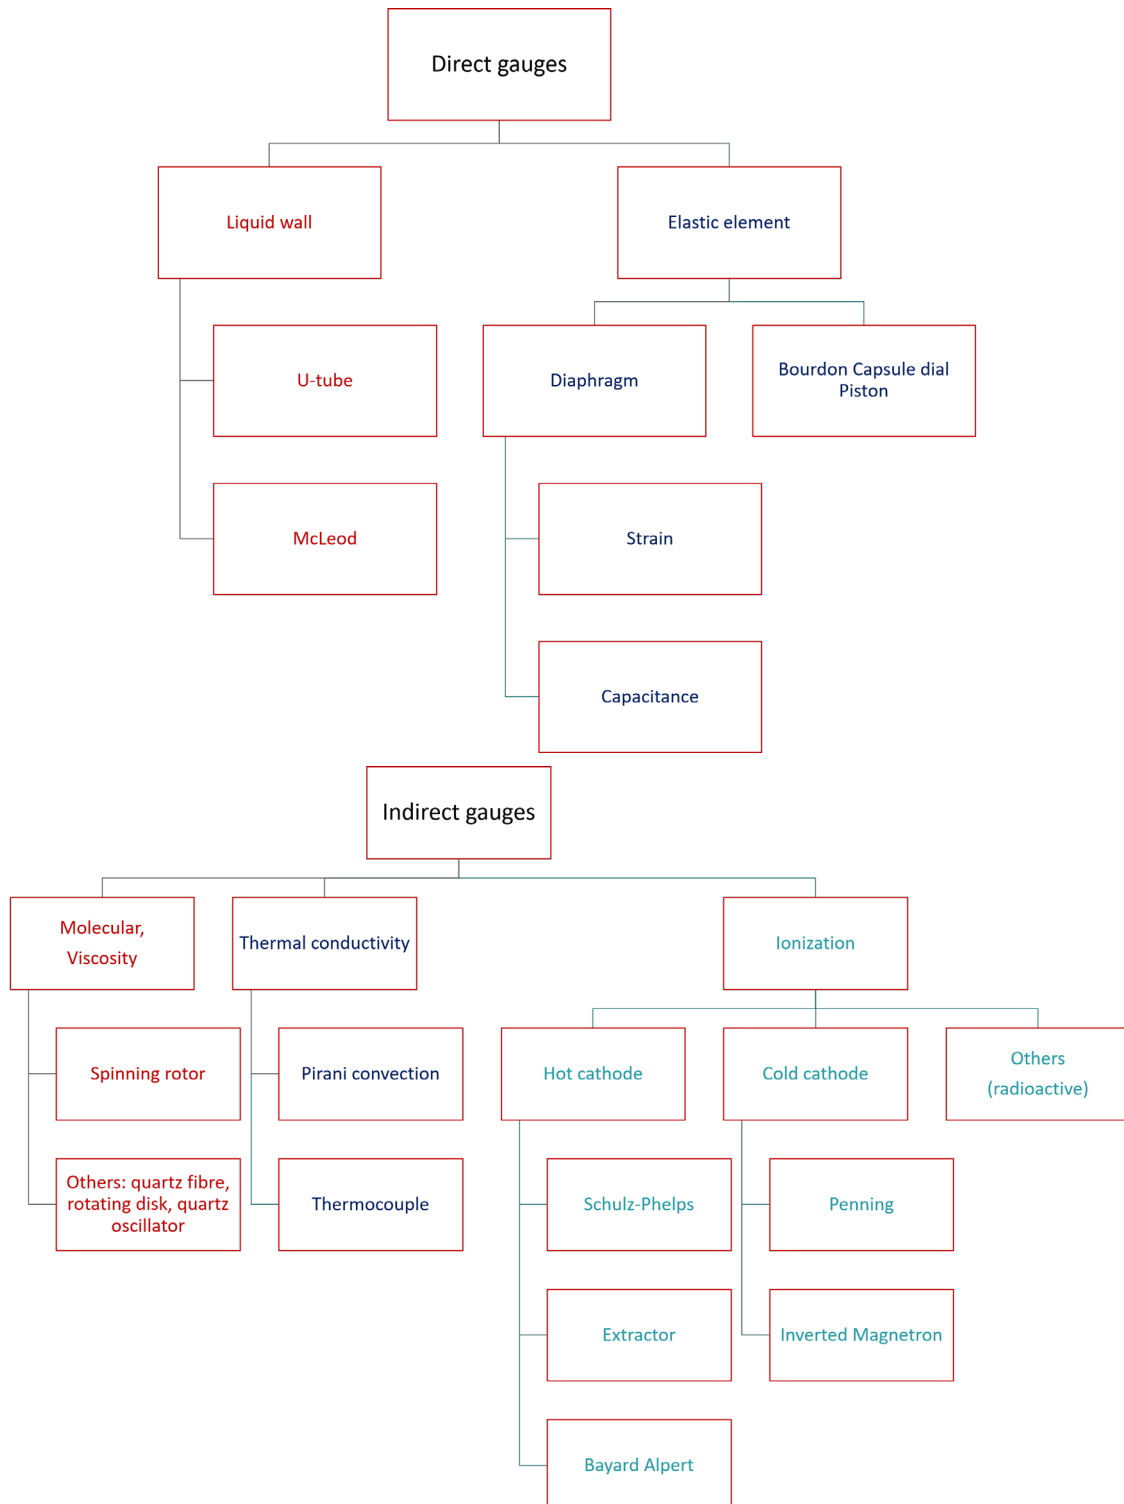 Direct gauges
Liquid wall
Elastic element
U-tube
Diaphragm
Bourdon Capsule dial
Piston
McLeod
Strain
Capacitance
Indirect gauges
Molecular,
Viscosity
Thermal conductivity
Ionization
Spinning rotor
Pirani convection
Hot cathode
Cold cathode
Others
(radioactive)
Others: quartz fibre,
rotating disk, quartz
oscillator
Thermocouple
Schulz-Phelps
Penning
Extractor
Inverted Magnetron
Bayard Alpert